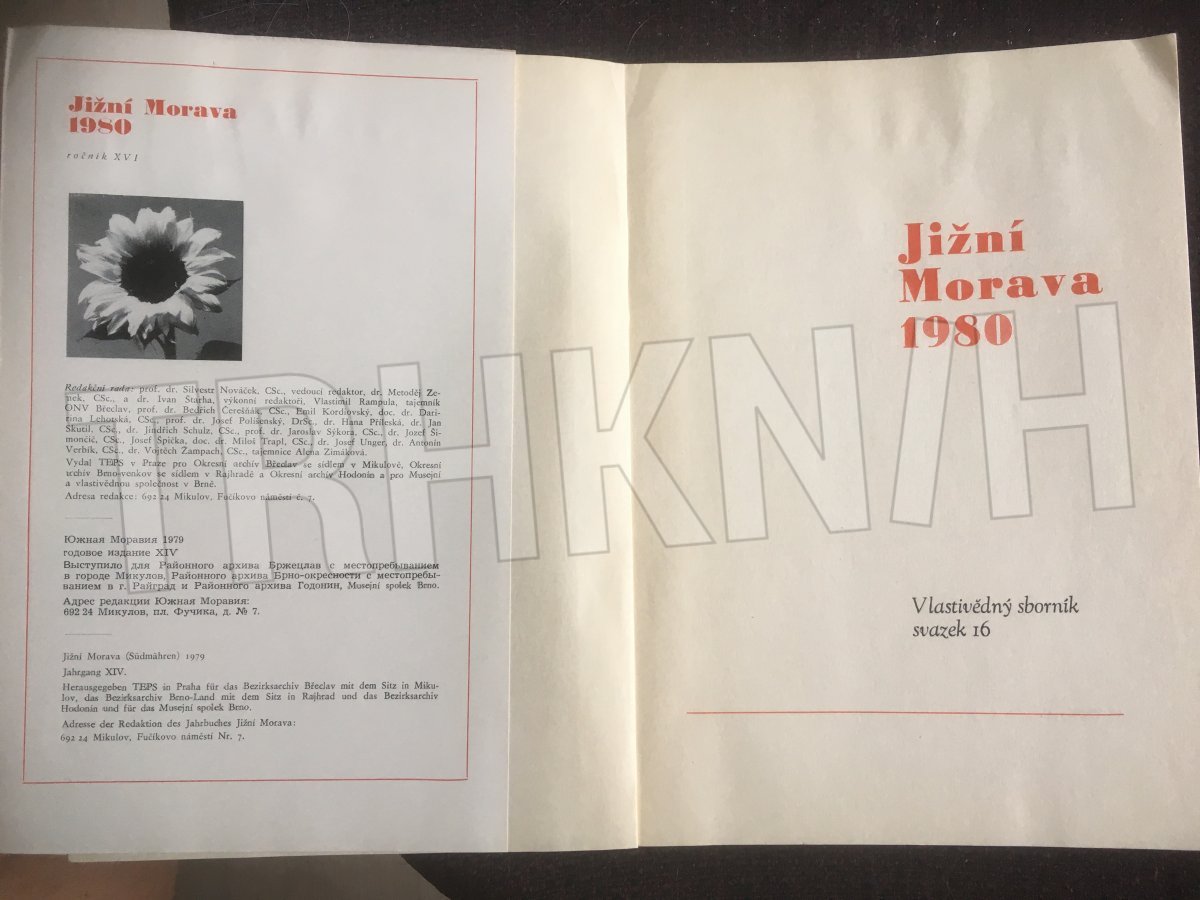 Jižní Morava
1980
ročník XVI
Redakční rada: prof. dr. Silvestr Nováček, CSc., vedoucí redaktor, dr. Metoděj Ze-
nek, CSc., a dr. Ivan Štarha, výkonní redaktoři, Vlastimil Rampula, tajemník
ONV Břeclav, prof. dr. Bedřich Čerešňák, CSc., Emil Kordiovský, doc. dr. Dari-
na Lehotská, CSc., prof. dr. Josef Polišenský, DrSc., dr. Hana Příleská, dr. Jan
Skutil, CSc., dr. Jindřich Schulz, CSc., prof. dr. Jaroslav Sýkora, CSc., dr. Jozef Ši-
mončič, CSc., Josef Špička, doc. dr. Miloš Trapl, CSc., dr. Josef Unger, dr. Antonín
Verbík, CSc., dr. Vojtěch Žampach, CSc., tajemnice Alena Zimáková.
Vydal TEPS v Praze pro Okresní archív Břeclav se sídlem v Mikulově, Okresní
archív Brno-venkov se sídlem v Rajhradě a Okresní archív Hodonín a pro Musejní
a vlastivědnou společnost v Brně.
Adresa redakce: 692 24 Mikulov, Fučíkovo náměstí č. 7.
Южная Моравия 1979
годовое издание XIV
Выступило для Районного архива Бржецлав с местопребыванием
в городе Микулов, Районного архива Брно-окресности с местопребы-
ванием в г. Райград и Районного архива Годонин, Musejní spolek Brno.
Адрес редакции Южная Моравия:
692 24 Микулов, пл. Фучика, д. № 7.
Jižní Morava (Südmähren) 1979
Jahrgang XIV.
Herausgegeben TEPS in Praha für das Bezirksarchiv Břeclav mit dem Sitz in Miku-
lov, das Bezirksarchiv Brno-Land mit dem Sitz in Rajhrad und das Bezirksarchiv
Hodonín und für das Musejní spolek Brno.
Adresse der Redaktion des Jahrbuches Jižní Morava:
692 24 Mikulov, Fučíkovo náměstí Nr. 7.
Jižní
Morava
1980
Vlastivědný sborník
svazek 16
TRHKNIH